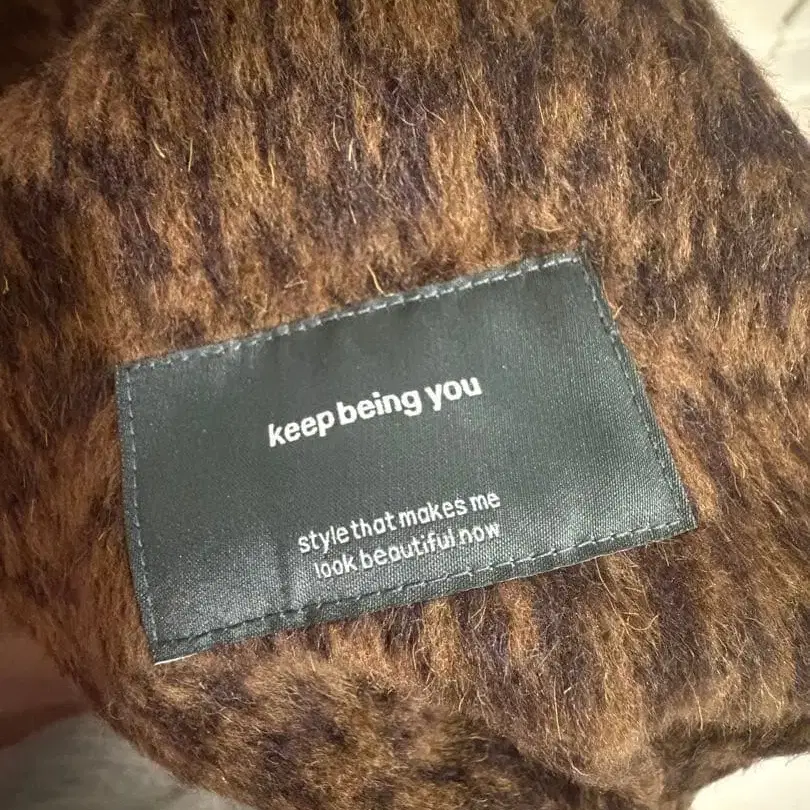 keep being you
style that makes me
look beautiful now